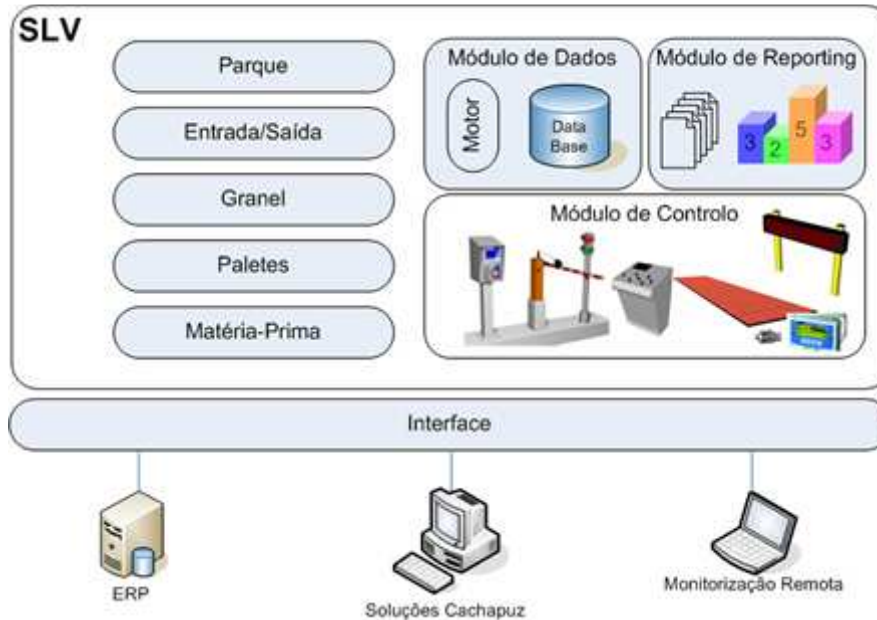 SLV
Parque
Entrada/Saída
Granel
Paletes
Matéria-Prima
Módulo de Dados
Motor
Data
Base
Módulo de Reporting
3
2
5
3
Módulo de Controlo
Interface
ERP
Soluções Cachapuz
Monitorização Remota